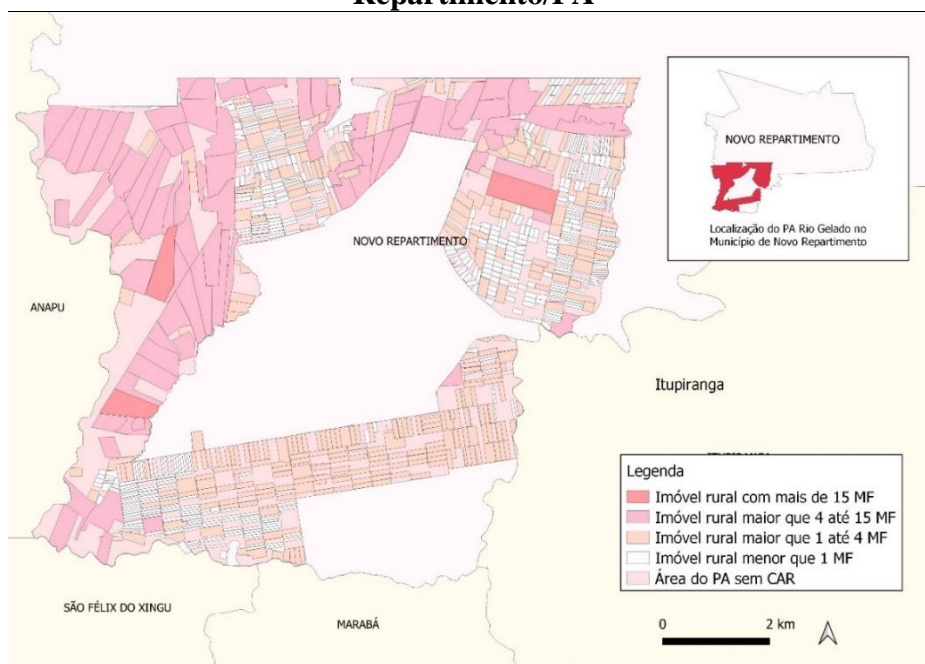 Repartimento/PA
NOVO REPARTIMENTO
Localização do PA Rio Gelado no
Município de Novo Repartimento
NOVO REPARTIMENTO
ANAPU
Itupiranga
Legenda
Imóvel rural com mais de 15 MF
Imóvel rural maior que 4 até 15 MF
Imóvel rural maior que 1 até 4 MF
Imóvel rural menor que 1 MF
Área do PA sem CAR
SÃO FÉLIX DO XINGU
MARABÁ
0 2 km